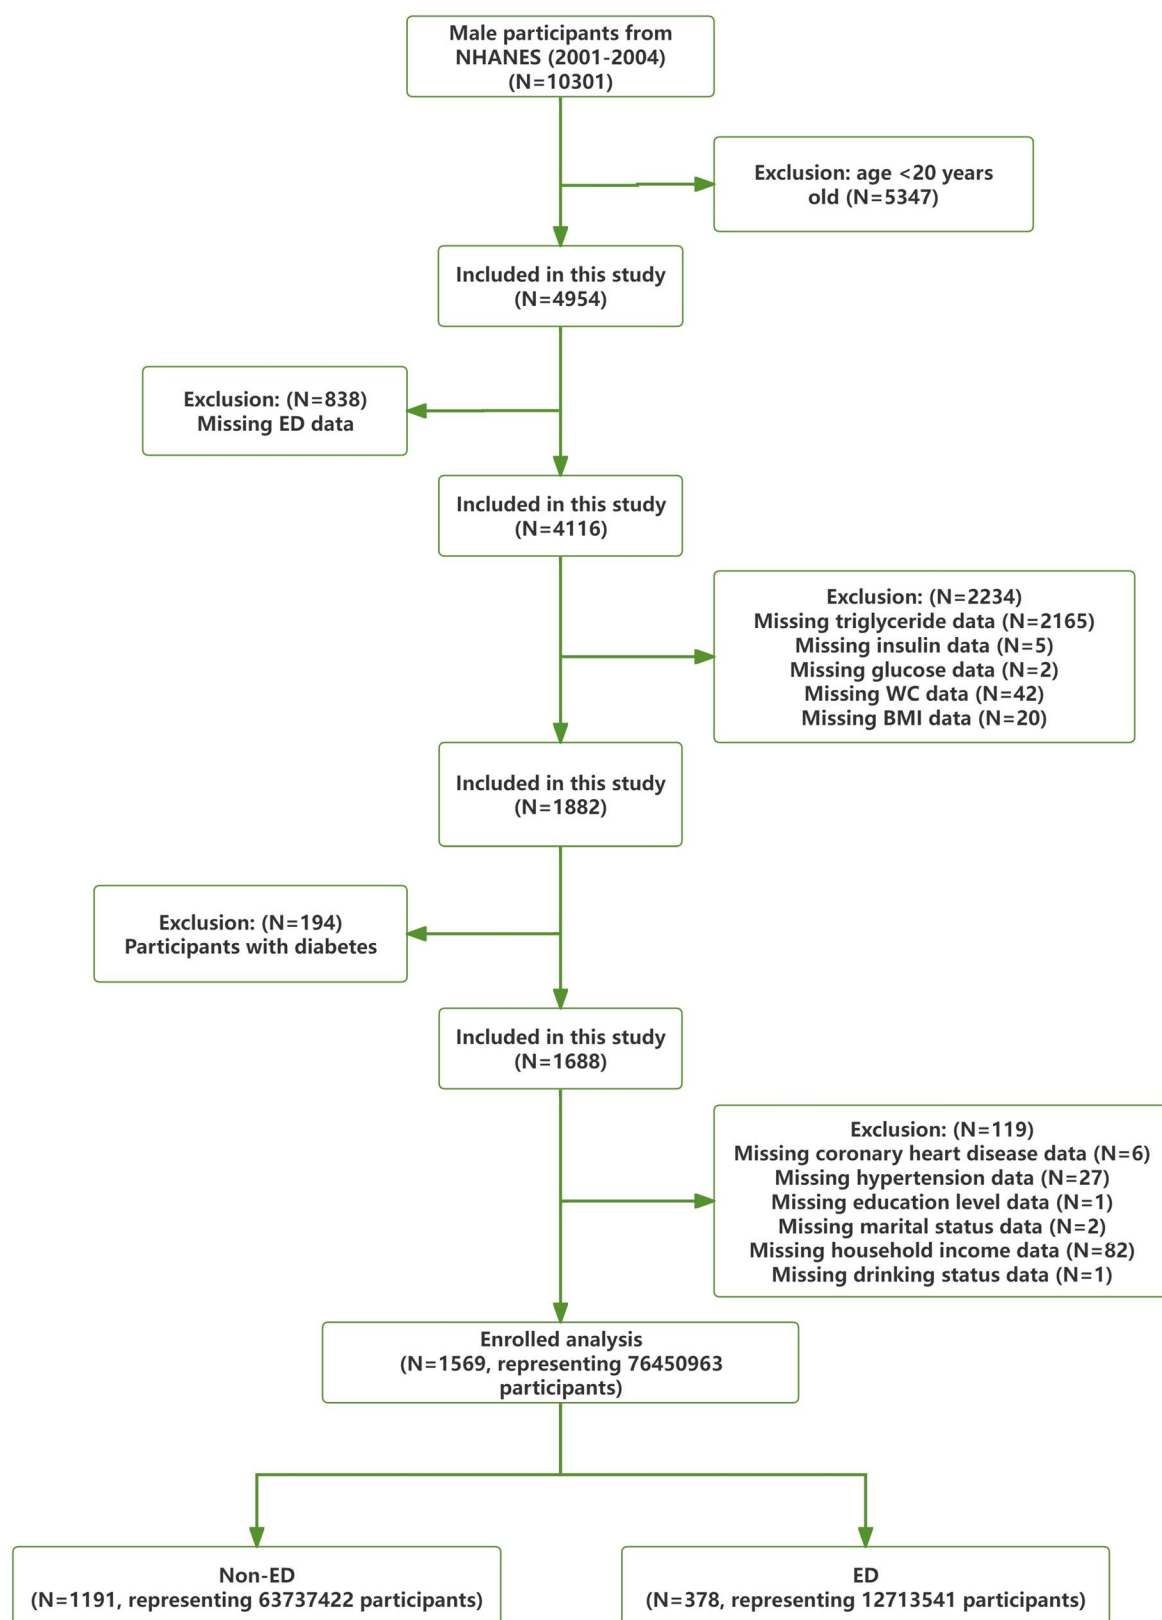 Male participants from
NHANES (2001-2004)
(N=10301)
Exclusion: age <20 years
old (N=5347)
Included in this study
(N=4954)
Exclusion: (N=838)
Missing ED data
Included in this study
(N=4116)
Exclusion: (N=2234)
Missing triglyceride data (N=2165)
Missing insulin data (N=5)
Missing glucose data (N=2)
Missing WC data (N=42)
Missing BMI data (N=20)
Included in this study
(N=1882)
Exclusion: (N=194)
Participants with diabetes
Included in this study
(N=1688)
Exclusion: (N=119)
Missing coronary heart disease data (N=6)
Missing hypertension data (N=27)
Missing education level data (N=1)
Missing marital status data (N=2)
Missing household income data (N=82)
Missing drinking status data (N=1)
Enrolled analysis
(N=1569, representing 76450963
participants)
Non-ED
(N=1191, representing 63737422 participants)
ED
(N=378, representing 12713541 participants)